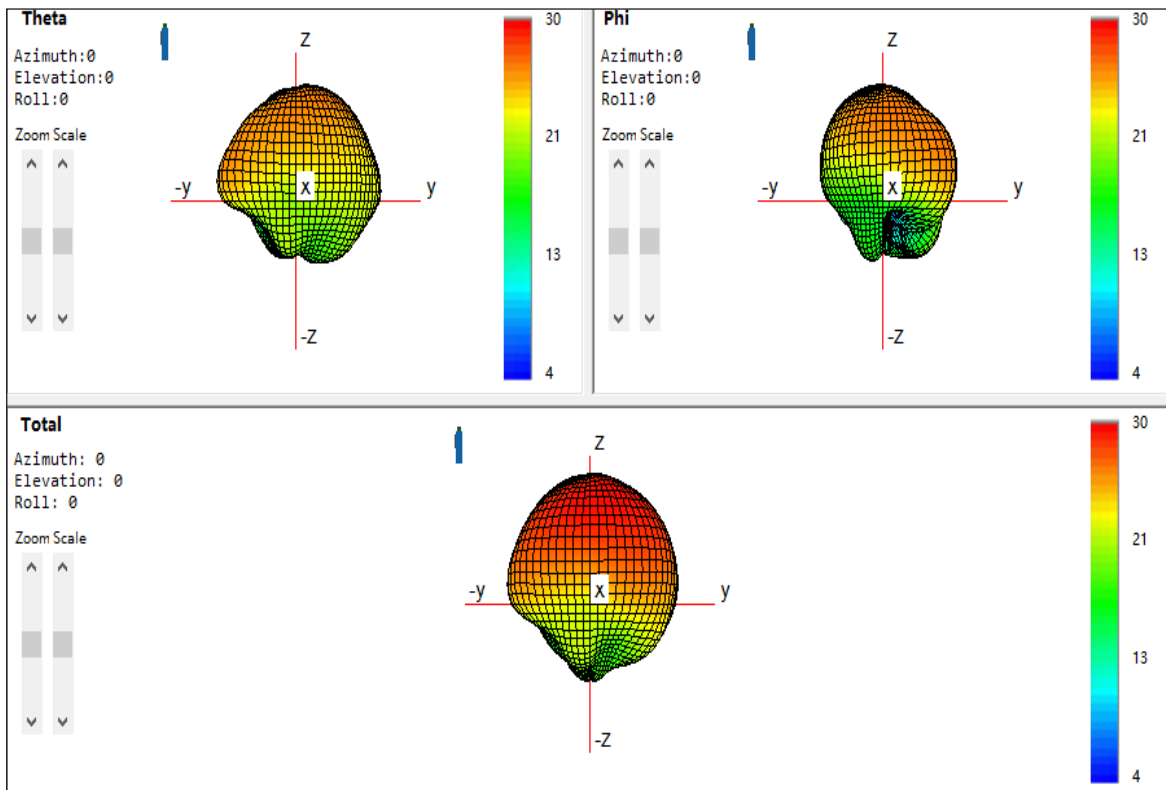 Theta
Azimuth:0
Elevation:0
Roll:0
Zoom Scale
Z
-y
X
y
-Z
30
21
13
4
Phi
Azimuth:0
Elevation:0
Roll:0
Zoom Scale
Z
-y
X
y
-Z
30
21
13
4
Total
Azimuth: 0
Elevation: 0
Roll: 0
Zoom Scale
Z
-y
X
y
-Z
30
21
13
4